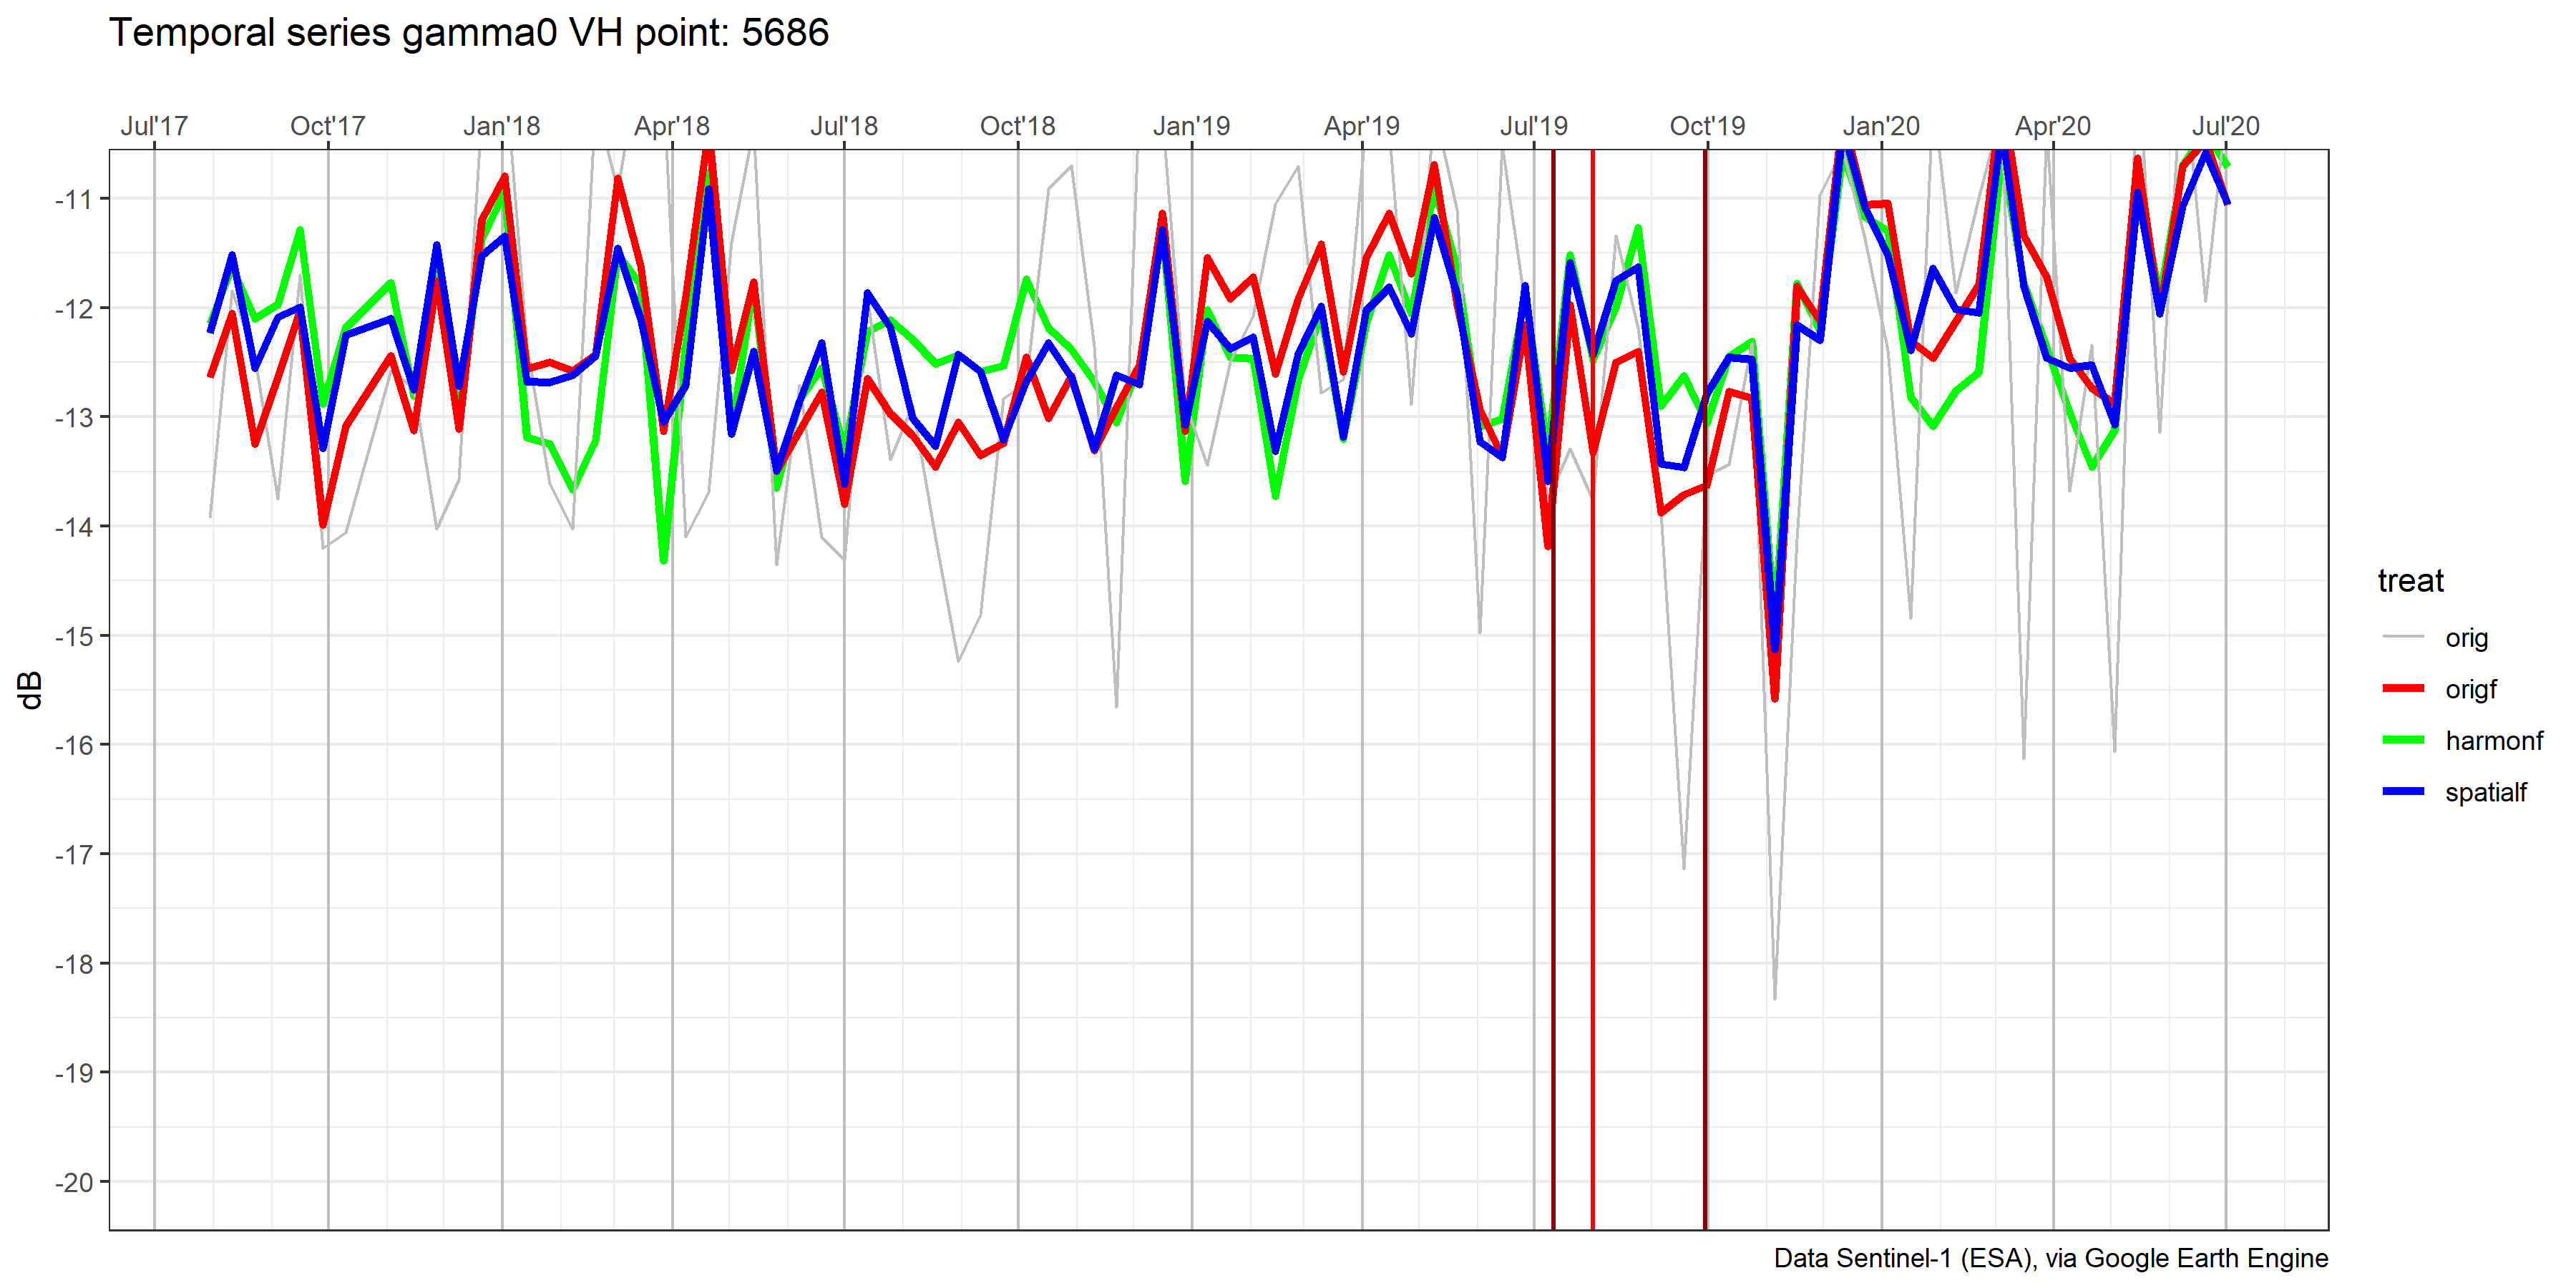 Temporal series gamma0 VH point: 5686
Jul'17 Oct'17 Jan'18 Apr'18 Jul'18 Oct'18 Jan'19 Apr'19 Jul'19 Oct'19 Jan'20 Apr'20 Jul'20
-11
-12
-13
-14
-15
-16
-17
-18
-19
-20
dB
treat
orig
origf
harmonf
spatialf
Data Sentinel-1 (ESA), via Google Earth Engine